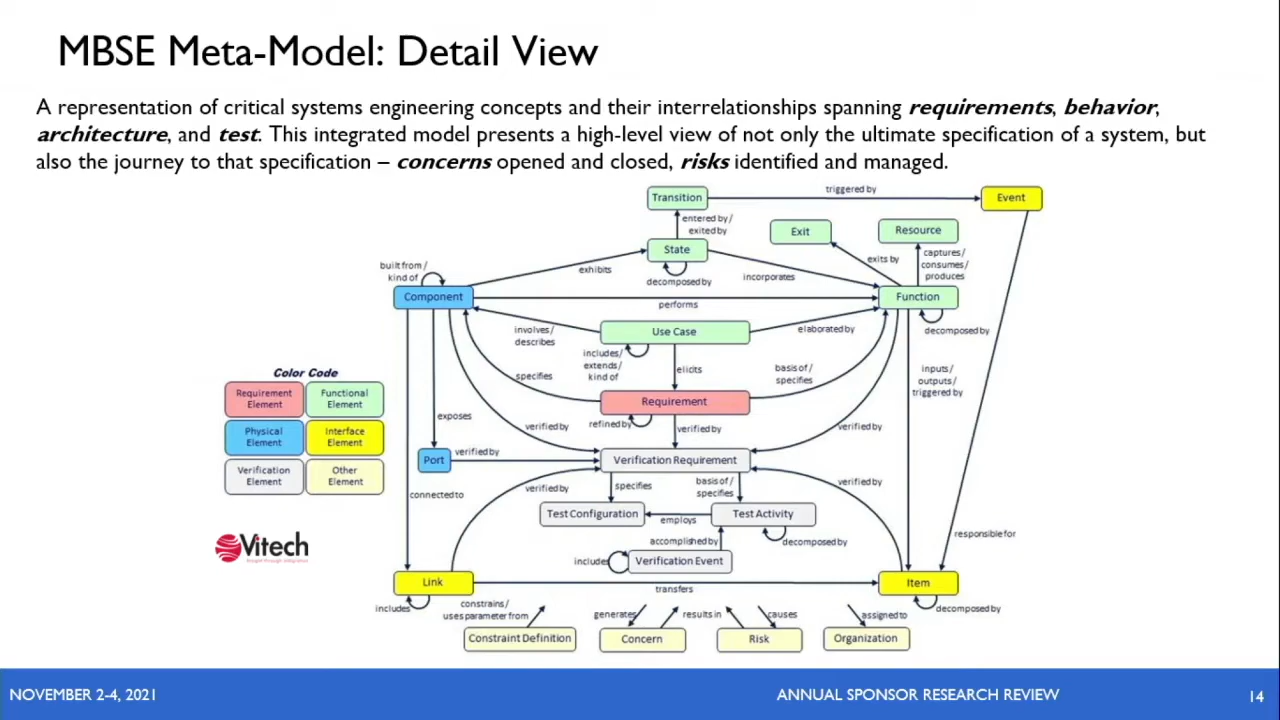 MBSE Meta-Model: Detail View
A representation of critical systems engineering concepts and their interrelationships spanning requirements, behavior,
architecture, and test. This integrated model presents a high-level view of not only the ultimate specification of a system, but
also the journey to that specification – concerns opened and closed, risks identified and managed.
Transition
triggered by
Event
entered by /
exited by
Exit
Resource
State
exits by
captures/
consumes/
produces
built from /
kind of
exhibits
decomposed by
incorporates
Component
performs
Function
involves/
describes
Use Case
elaborated by
decomposed by
includes/
extends/
kind of
elicits
specifies
basis of /
specifies
inputs/
outputs/
triggered by
Color Code
Requirement
Element
Functional
Element
Physical
Element
Interface
Element
Verification
Element
Other
Element
Requirement
refined by
verified by
exposes
verified by
verified by
Port
verified by
Verification Requirement
connected to
verified by
specifies
basis of /
specifies
verified by
Test Configuration
employs
Test Activity
accomplished by
decomposed by
includes
Verification Event
responsible for
Vitech
Link
transfers
Item
includes
decomposed by
constrains/
uses parameter from
generates
results in
causes
assigned to
Constraint Definition
Concern
Risk
Organization
NOVEMBER 2-4, 2021
ANNUAL SPONSOR RESEARCH REVIEW
14